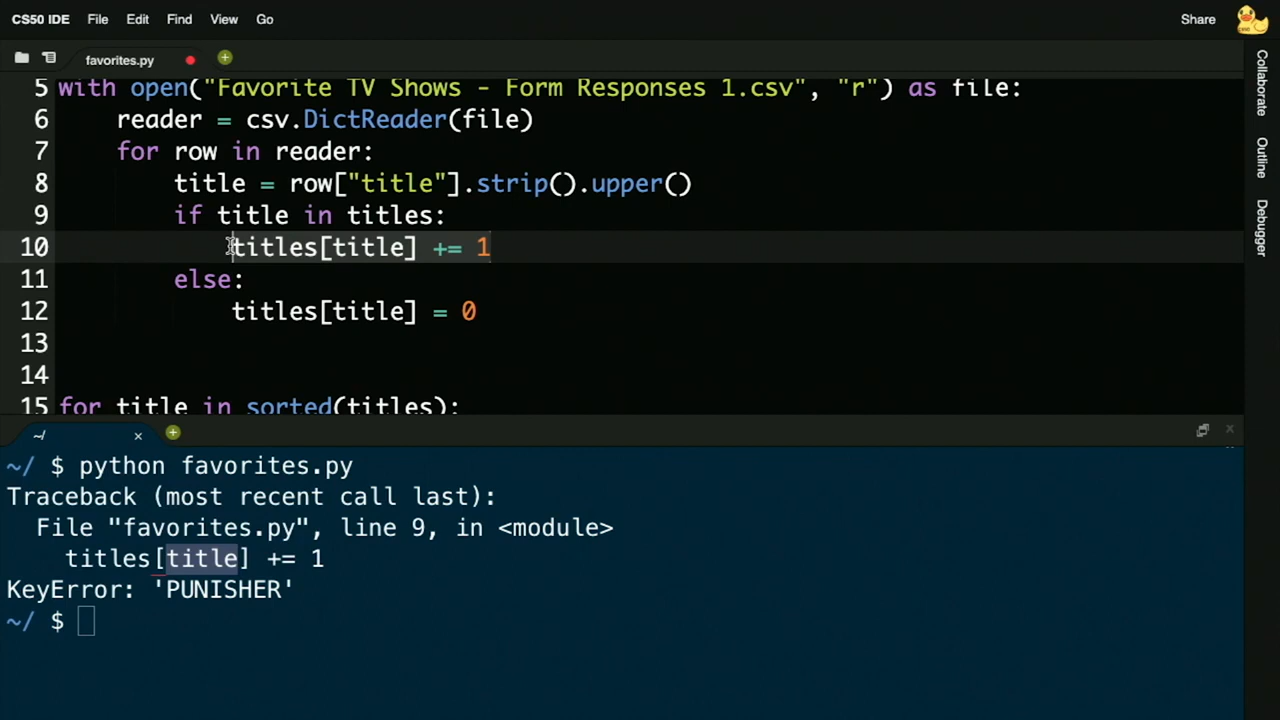 CS50 IDE File Edit Find View Go Share
favorites.py
5 with open("Favorite TV Shows - Form Responses 1.csv", "r") as file:
6 reader = csv.DictReader(file)
7 for row in reader:
8 title = row["title"].strip().upper()
9 if title in titles:
10 titles[title] += 1
11 else:
12 titles[title] = 0
13
14
15 for title in sorted(titles):
Collaborate
Outline
Debugger
~/
~/ $ python favorites.py
Traceback (most recent call last):
File "favorites.py", line 9, in <module>
titles[title] += 1
KeyError: 'PUNISHER'
~/ $